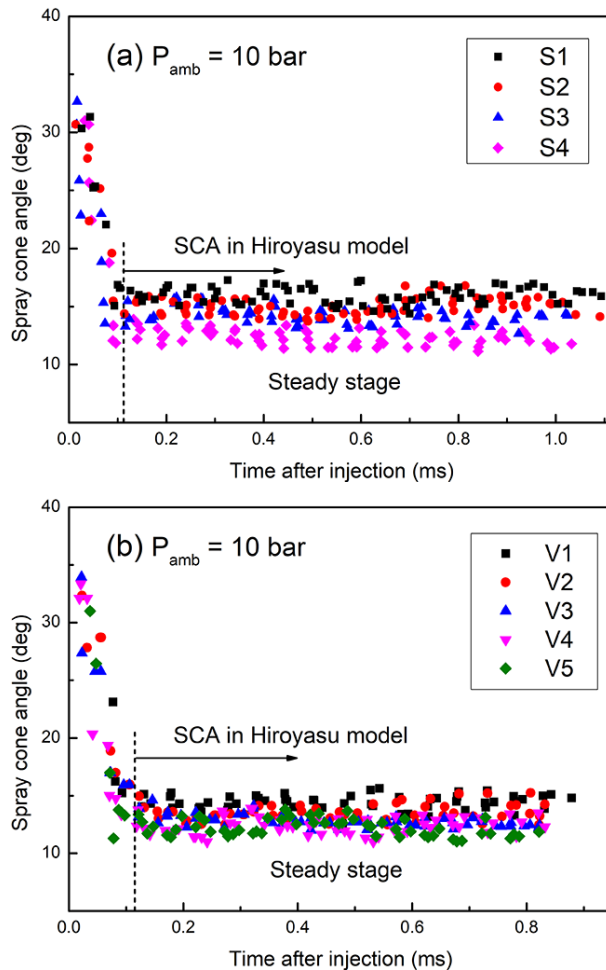 40
30
20
10
Spray cone angle (deg)
(a) P_amb = 10 bar
S1
S2
S3
S4
SCA in Hiroyasu model
Steady stage
0.0 0.2 0.4 0.6 0.8 1.0
Time after injection (ms)
40
30
20
10
Spray cone angle (deg)
(b) P_amb = 10 bar
V1
V2
V3
V4
V5
SCA in Hiroyasu model
Steady stage
0.0 0.2 0.4 0.6 0.8
Time after injection (ms)